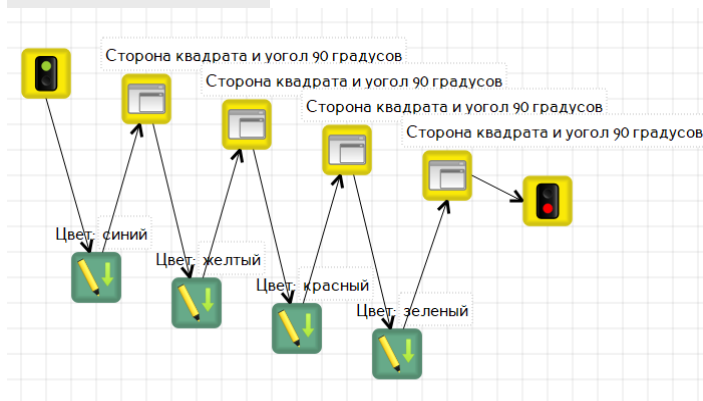 Сторона квадрата и уогол 90 градусов
Сторона квадрата и уогол 90 градусов
Сторона квадрата и уогол 90 градусов
Сторона квадрата и уогол 90 градусов
Цвет: синий
Цвет: желтый
Цвет: красный
Цвет: зеленый